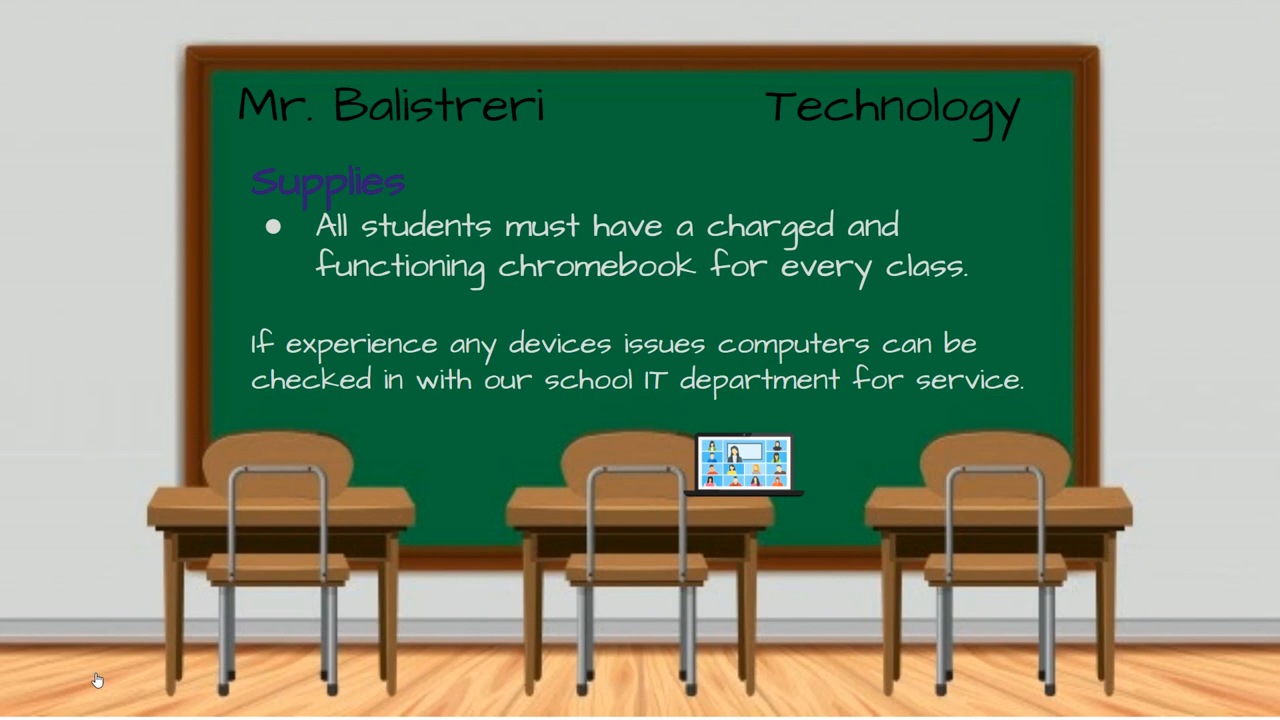 Mr. Balistreri Technology
Supplies
● All students must have a charged and
functioning chromebook for every class.
If experience any devices issues computers can be
checked in with our school IT department for service.